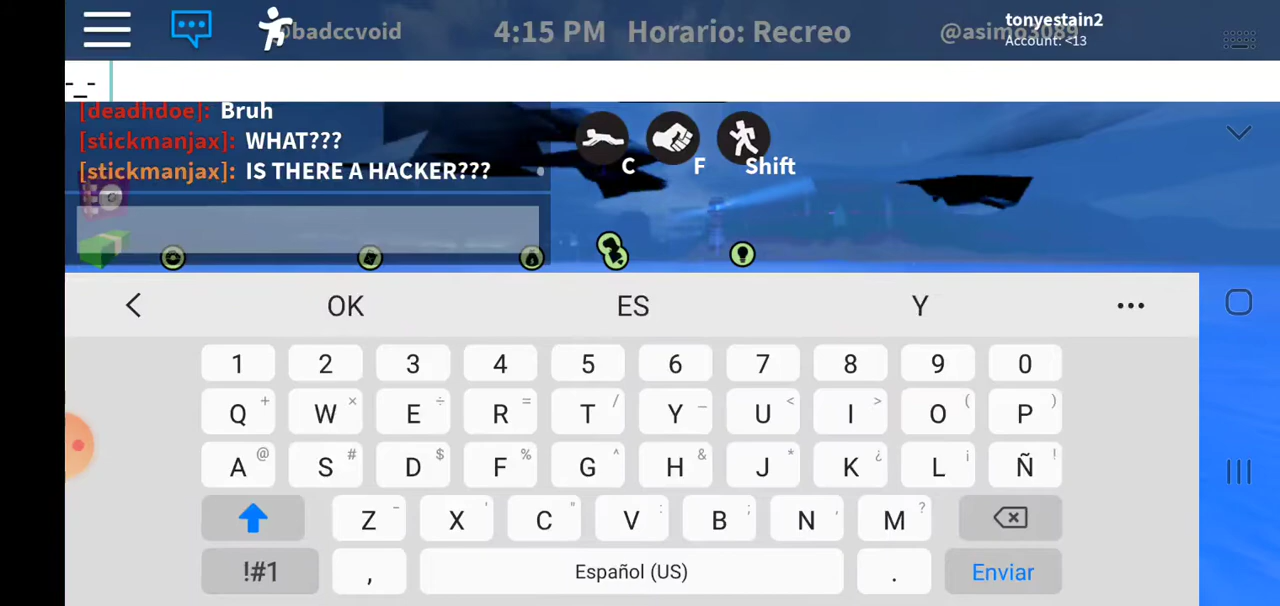 @badccvoid 4:15 PM Horario: Recreo @asimo3089 tonyestain2
Account: <13
-_-
[deadhdoe]: Bruh
[stickmanjax]: WHAT???
[stickmanjax]: IS THERE A HACKER???
C F Shift
OK ES Y ...
1 2 3 4 5 6 7 8 9 0
Q + W × E ÷ R = T / Y _ U < I > O ( P )
A @ S # D $ F % G ^ H & J * K ¿ L ¡ Ñ !
Z - X ' C " V : B ; N , M ?
!#1 , Español (US) . Enviar